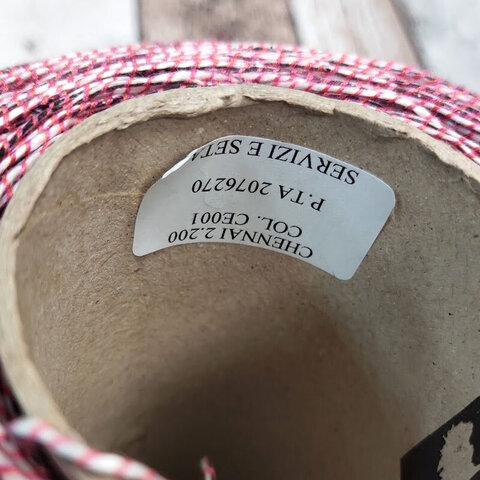 SERVIZI E SETA
P.TA 2076270
COL. CE001
CHENNAI 2.200